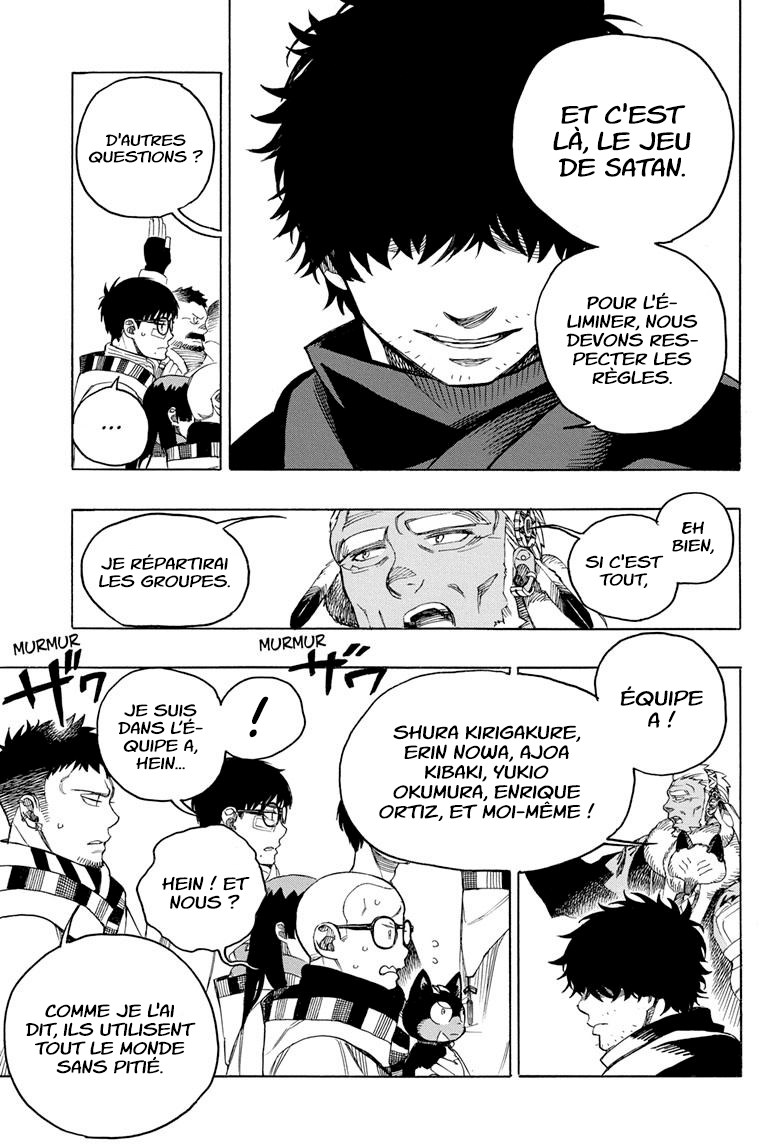 ET C'EST
LÀ, LE JEU
DE SATAN.
POUR L'É-
LIMINER, NOUS
DEVONS RES-
PECTER LES
RÈGLES.
D'AUTRES
QUESTIONS ?
...
EH
BIEN,
SI C'EST
TOUT,
JE RÉPARTIRAI
LES GROUPES.
ÉQUIPE
A !
SHURA KIRIGAKURE,
ERIN NOWA, AJOA
KIBAKI, YUKIO
OKUMURA, ENRIQUE
ORTIZ, ET MOI-MÊME !
MURMUR
ザワ
!
JE SUIS
DANS L'É-
QUIPE A,
HEIN...
MURMUR
ザワ
HEIN ! ET
NOUS ?
COMME JE L'AI
DIT, ILS UTILISENT
TOUT LE MONDE
SANS PITIÉ.